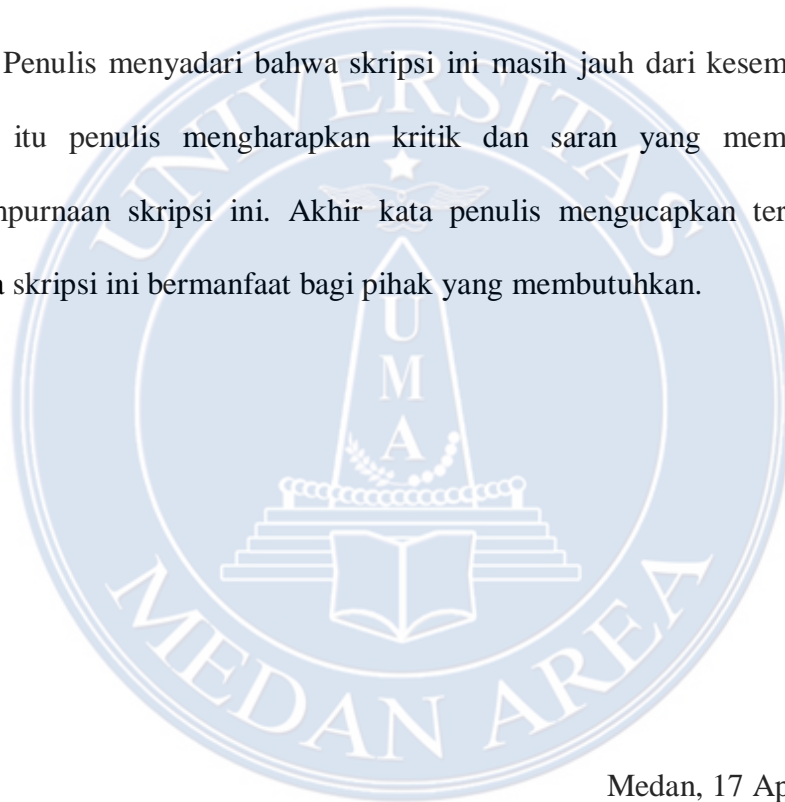 Penulis menyadari bahwa skripsi ini masih jauh dari kesem
itu penulis mengharapkan kritik dan saran yang mem
purnaan skripsi ini. Akhir kata penulis mengucapkan ter
skripsi ini bermanfaat bagi pihak yang membutuhkan.
UNIVERSITAS
U
M
A
MEDAN AREA
Medan, 17 Ap